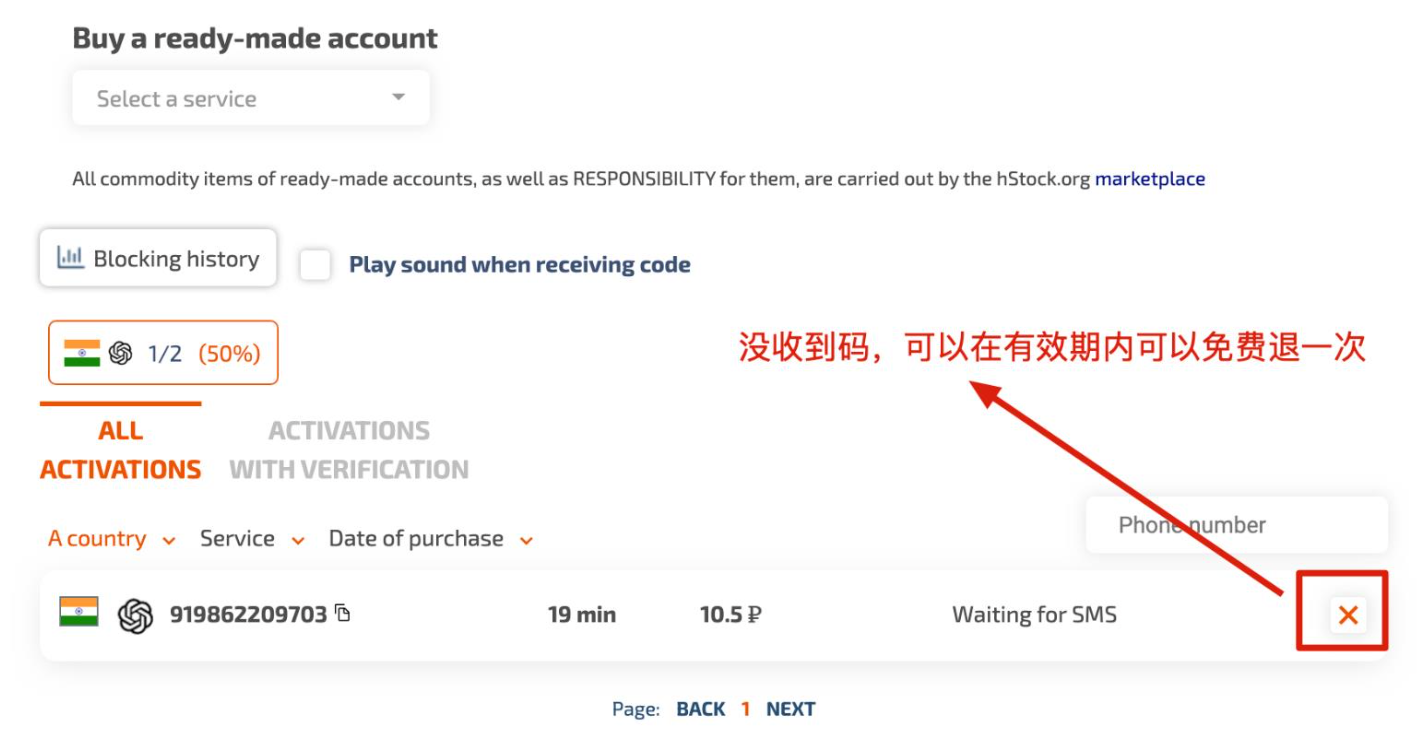 Buy a ready-made account
Select a service
All commodity items of ready-made accounts, as well as RESPONSIBILITY for them, are carried out by the hStock.org marketplace
Blocking history
Play sound when receiving code
1/2 (50%)
没收到码，可以在有效期内可以免费退一次
ALL ACTIVATIONS
ACTIVATIONS WITH VERIFICATION
A country Service Date of purchase
Phone number
919862209703 19 min 10.5 ₽ Waiting for SMS
Page: BACK 1 NEXT